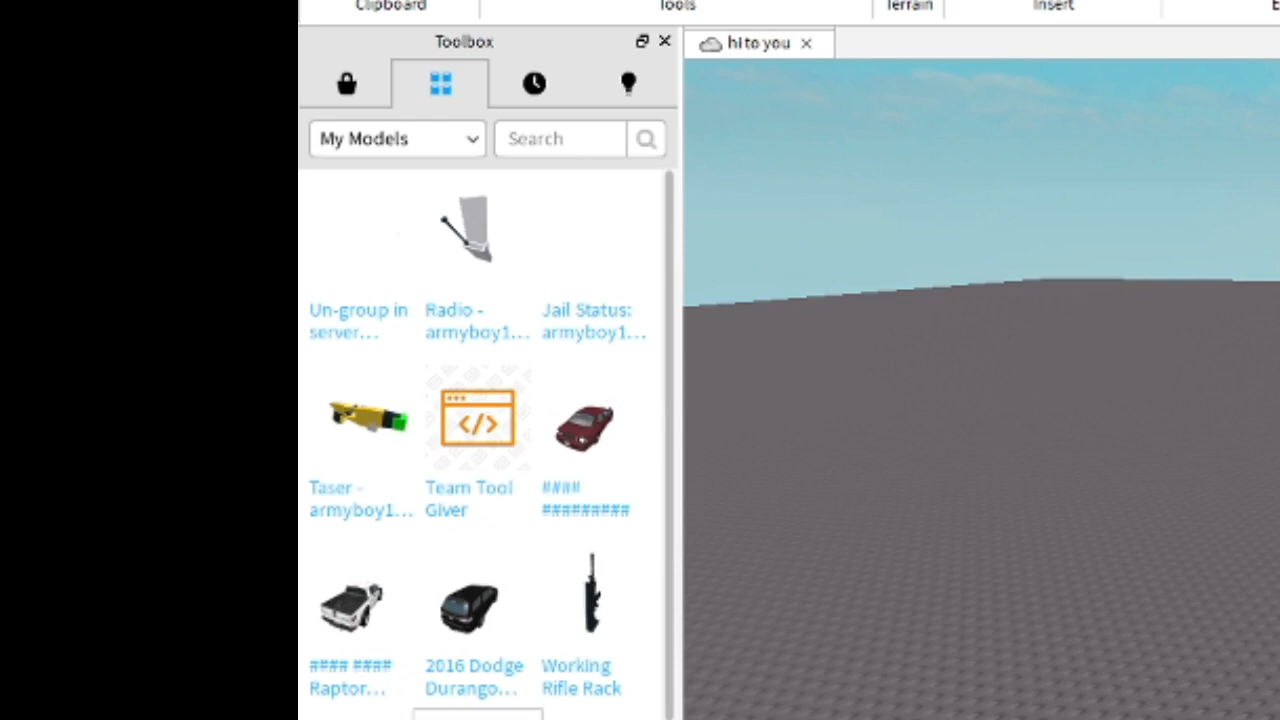 Clipboard Tools Terrain Insert
Toolbox
hi to you
My Models
Search
Un-group in
server...
Radio -
armyboy1...
Jail Status:
armyboy1...
Taser -
armyboy1...
Team Tool
Giver
####
#########
#### ####
Raptor...
2016 Dodge
Durango...
Working
Rifle Rack